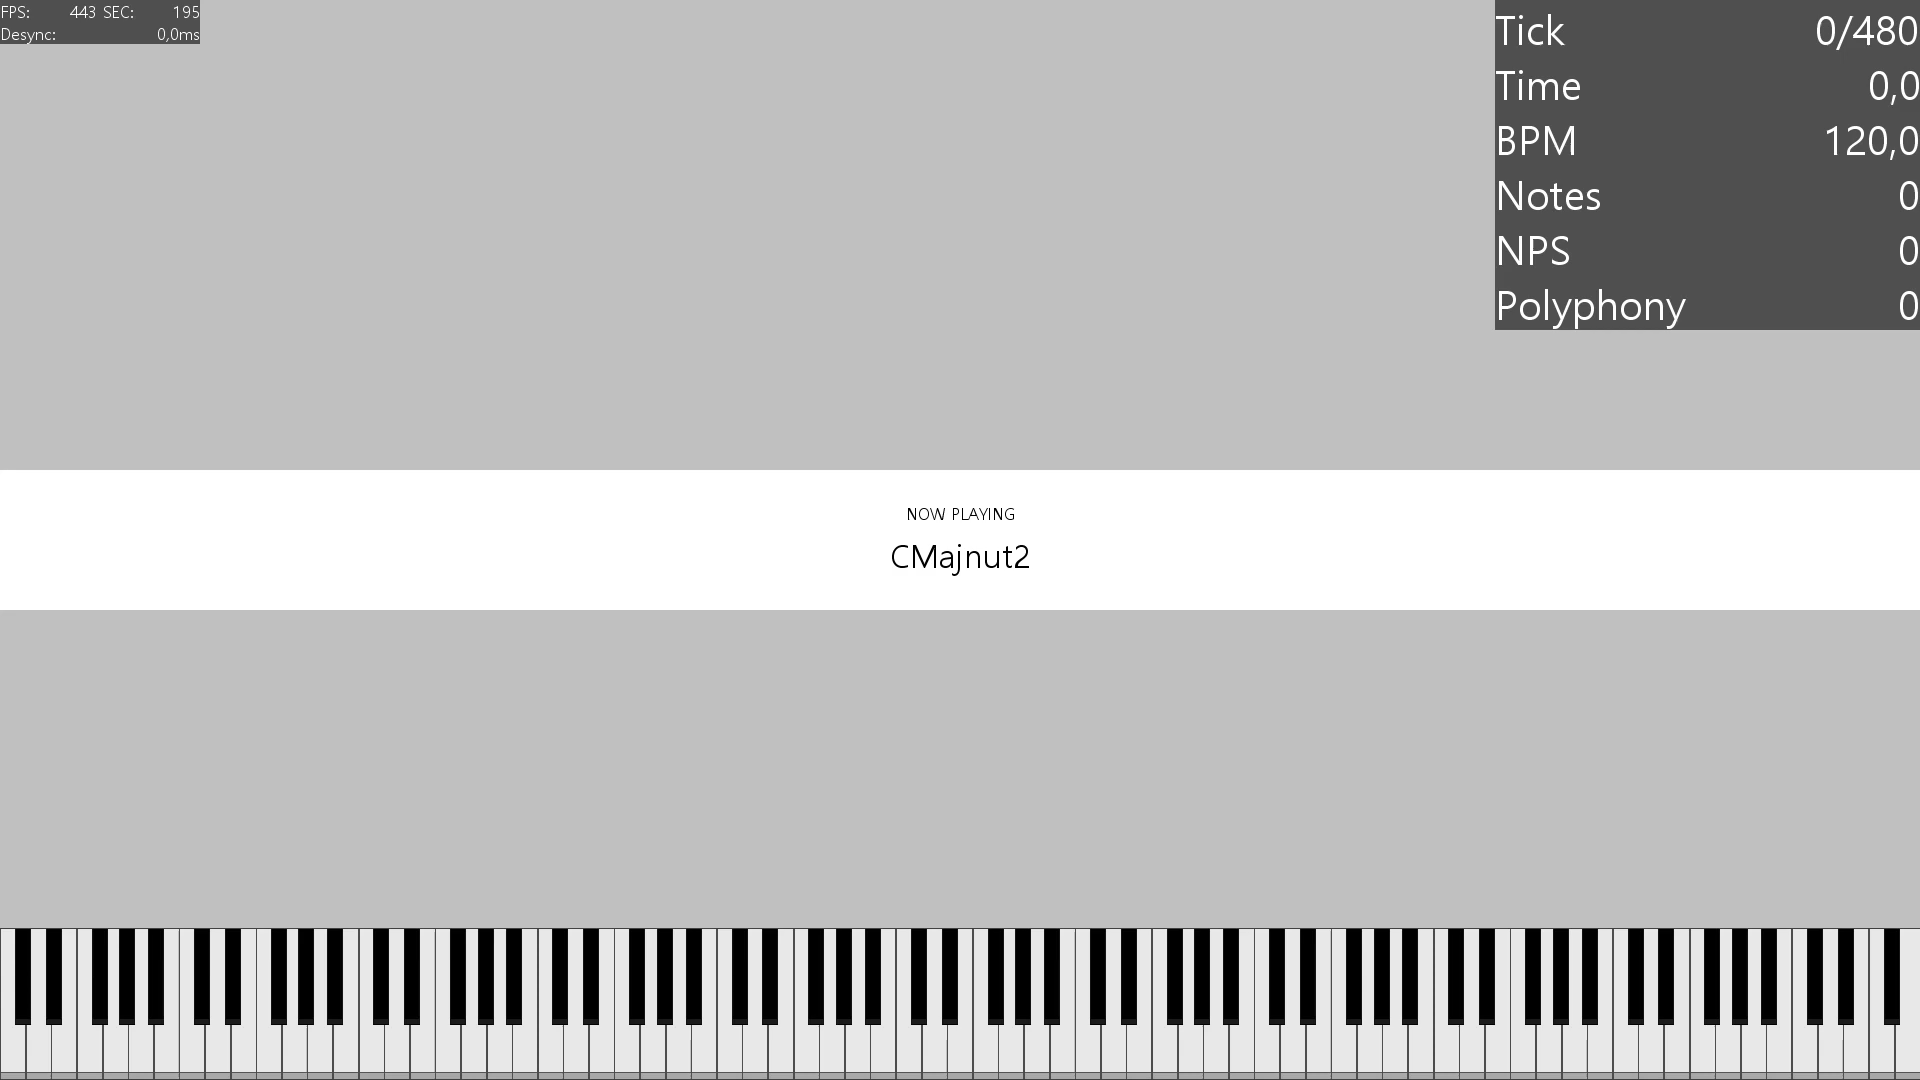 FPS: 443 SEC: 195
Desync: 0,0ms
Tick 0/480
Time 0,0
BPM 120,0
Notes 0
NPS 0
Polyphony 0
NOW PLAYING
CMajnut2